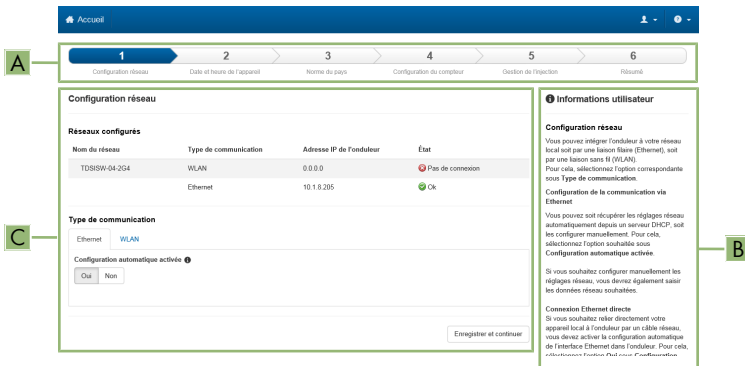 Accueil
A
1 2 3 4 5 6
Configuration réseau Date et heure de l'appareil Norme du pays Configuration du compteur Gestion de l'injection Résumé
Configuration réseau
Réseaux configurés
Nom du réseau Type de communication Adresse IP de l'onduleur État
TDSISW-04-2G4 WLAN 0.0.0.0 Pas de connexion
Ethernet 10.1.8.205 Ok
Type de communication
C
Ethernet WLAN
Configuration automatique activée
Oui Non
Enregistrer et continuer
Informations utilisateur
Configuration réseau
Vous pouvez intégrer l'onduleur à votre réseau
local soit par une liaison filaire (Ethernet), soit
par une liaison sans fil (WLAN).
Pour cela, sélectionnez l'option correspondante
sous Type de communication.
Configuration de la communication via
Ethernet
Vous pouvez soit récupérer les réglages réseau
automatiquement depuis un serveur DHCP, soit
les configurer manuellement. Pour cela,
sélectionnez l'option souhaitée sous
Configuration automatique activée.
B
Si vous souhaitez configurer manuellement les
réglages réseau, vous devrez également saisir
les données réseau souhaitées.
Connexion Ethernet directe
Si vous souhaitez relier directement votre
appareil local à l'onduleur par un câble réseau,
vous devez activer la configuration automatique
de l'interface Ethernet dans l'onduleur. Pour cela,
sélectionnez l'option Oui sous Configuration